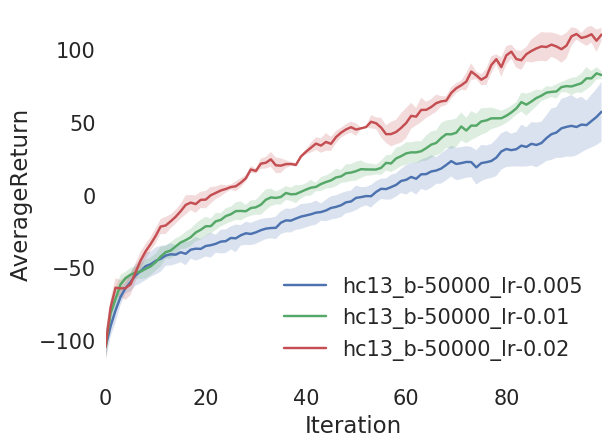 AverageReturn
100
50
0
−50
−100
hc13_b-50000_lr-0.005
hc13_b-50000_lr-0.01
hc13_b-50000_lr-0.02
0 20 40 60 80
Iteration